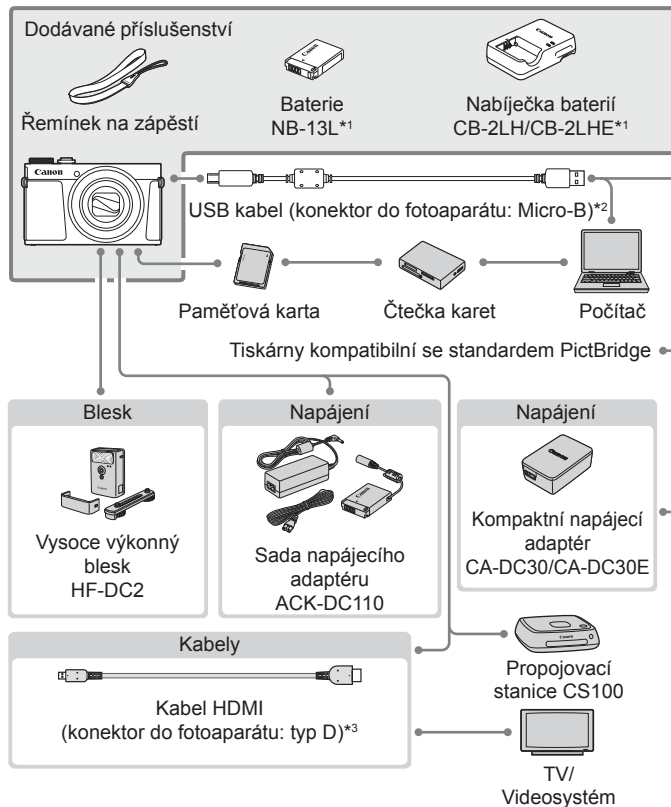 Dodávané příslušenství
Řemínek na zápěstí
Baterie
NB-13L*1
Nabíječka baterií
CB-2LH/CB-2LHE*1
Canon
USB kabel (konektor do fotoaparátu: Micro-B)*2
Paměťová karta
Čtečka karet
Počítač
Tiskárny kompatibilní se standardem PictBridge
Blesk
Vysoce výkonný
blesk
HF-DC2
Napájení
Sada napájecího
adaptéru
ACK-DC110
Napájení
Kompaktní napájecí
adaptér
CA-DC30/CA-DC30E
Kabely
Kabel HDMI
(konektor do fotoaparátu: typ D)*3
Propojovací
stanice CS100
TV/
Videosystém